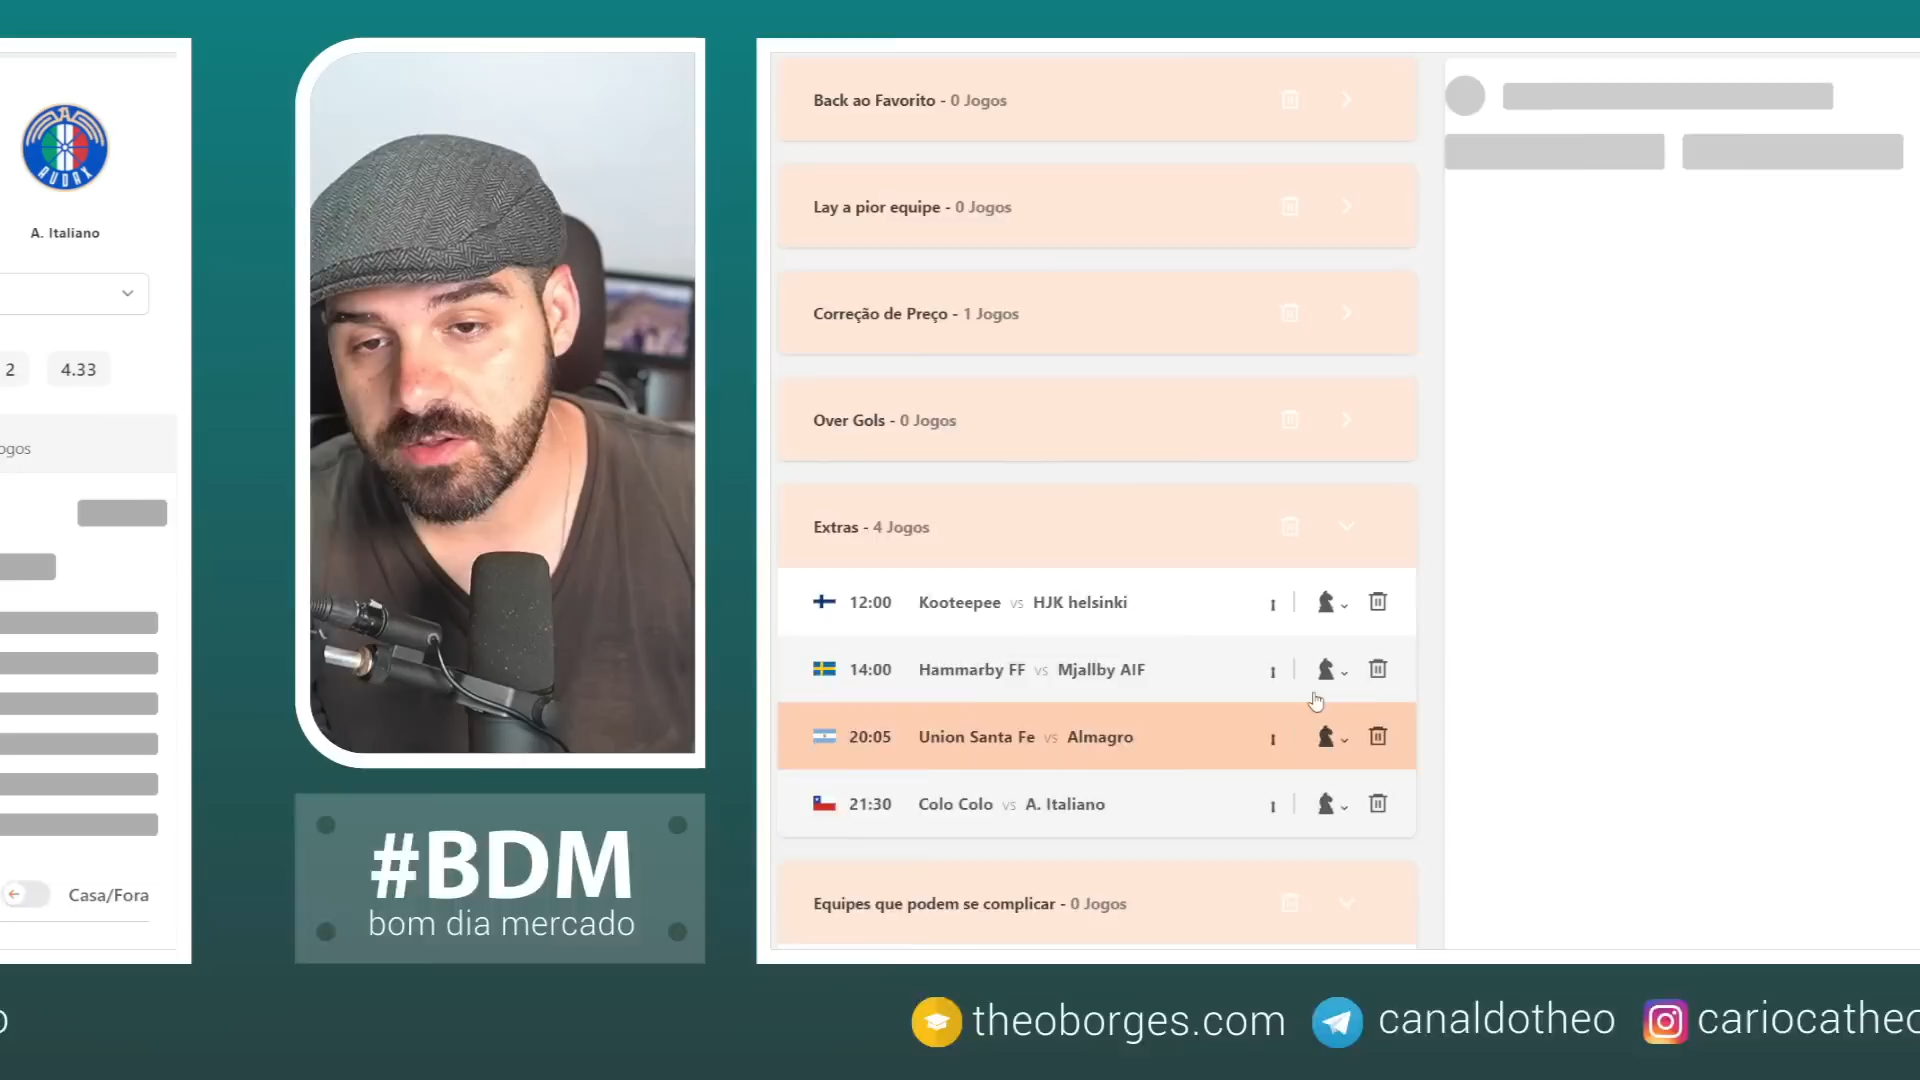 AUDAX
A. Italiano
2
4.33
ogos
Casa/Fora
#BDM
bom dia mercado
Back ao Favorito - 0 Jogos
Lay a pior equipe - 0 Jogos
Correção de Preço - 1 Jogos
Over Gols - 0 Jogos
Extras - 4 Jogos
12:00 Kooteepee vs HJK helsinki
14:00 Hammarby FF vs Mjallby AIF
20:05 Union Santa Fe vs Almagro
21:30 Colo Colo vs A. Italiano
Equipes que podem se complicar - 0 Jogos
o
theoborges.com
canaldotheo
cariocatheo